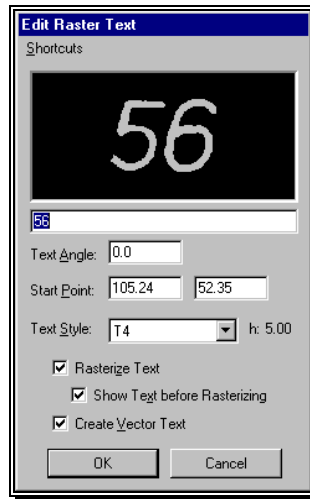 Edit Raster Text
Shortcuts
56
56
Text Angle: 0.0
Start Point: 105.24 52.35
Text Style: T4 h: 5.00
Rasterize Text
Show Text before Rasterizing
Create Vector Text
OK Cancel